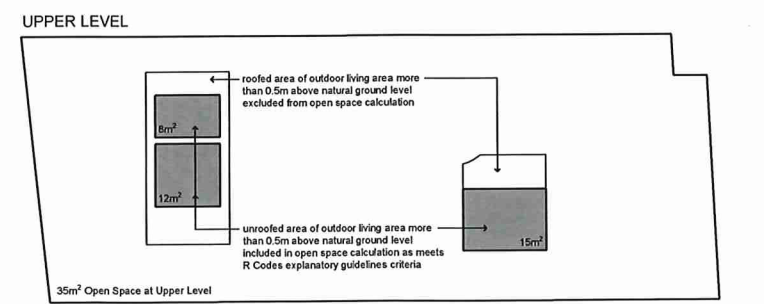 UPPER LEVEL
roofed area of outdoor living area more
than 0.5m above natural ground level
excluded from open space calculation
8m²
12m²
unroofed area of outdoor living area more
than 0.5m above natural ground level
included in open space calculation as meets
R Codes explanatory guidelines criteria
15m²
35m² Open Space at Upper Level